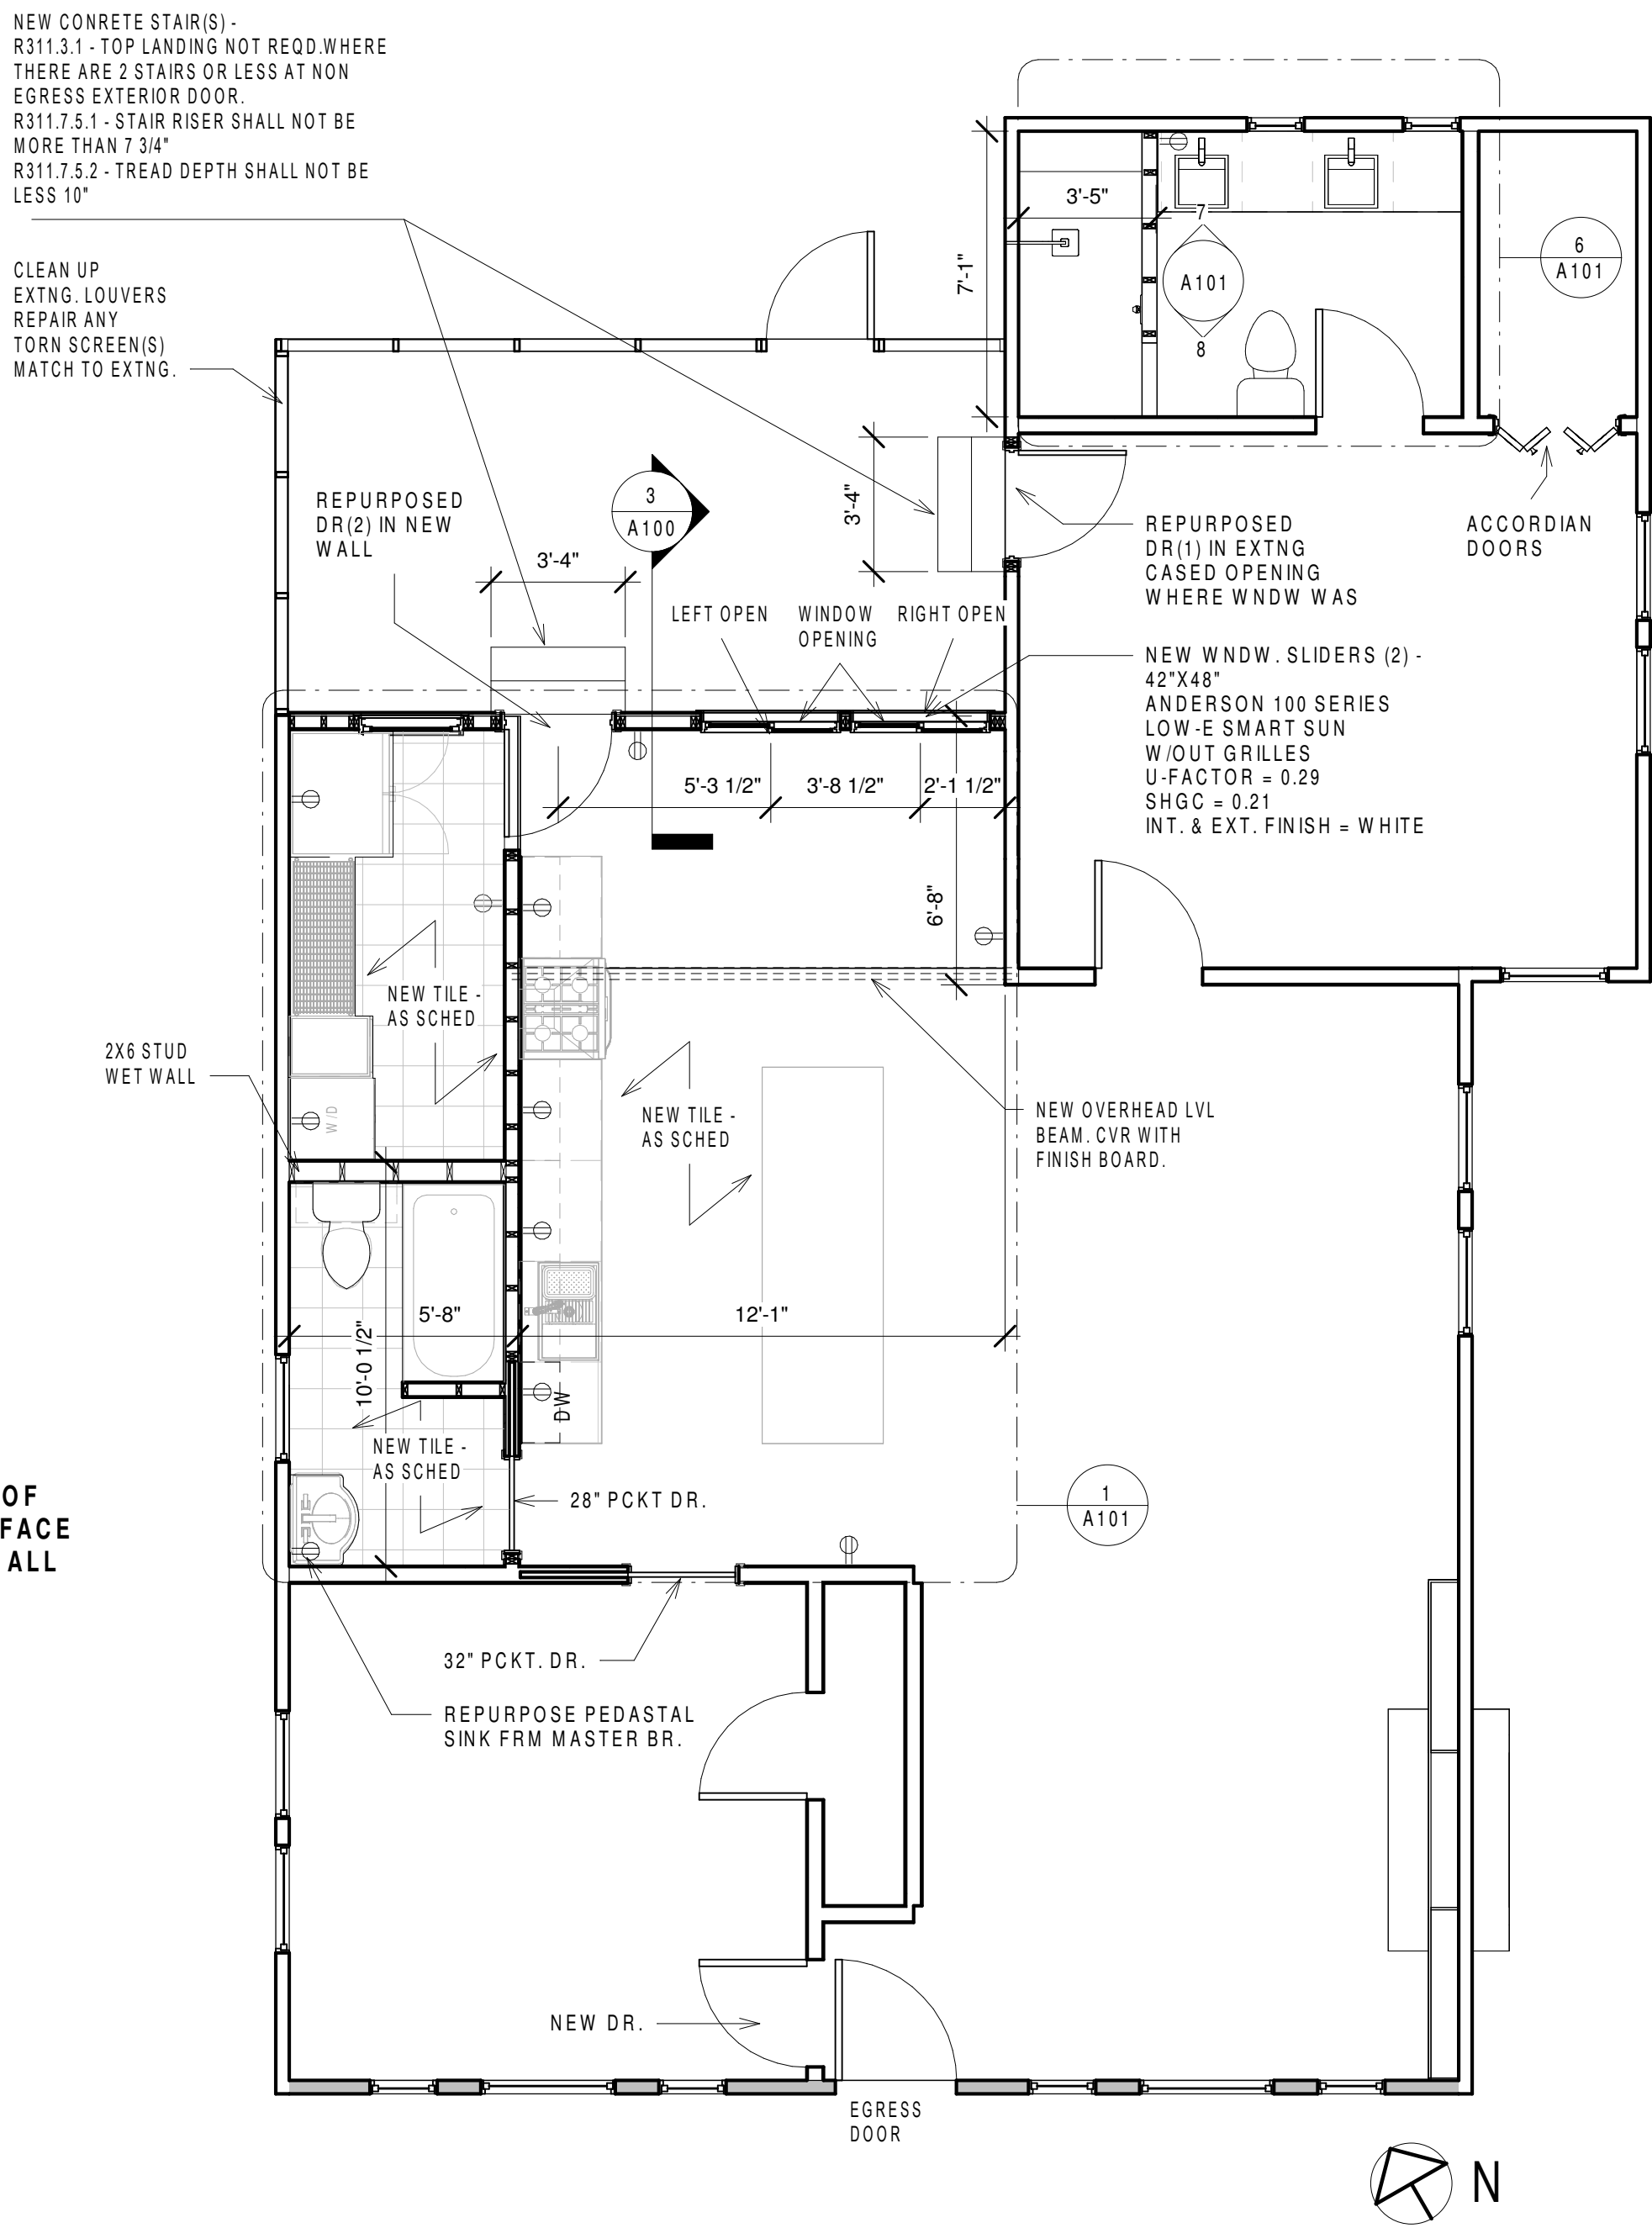 NEW CONRETE STAIR(S) -
R311.3.1 - TOP LANDING NOT REQD.WHERE
THERE ARE 2 STAIRS OR LESS AT NON
EGRESS EXTERIOR DOOR.
R311.7.5.1 - STAIR RISER SHALL NOT BE
MORE THAN 7 3/4"
R311.7.5.2 - TREAD DEPTH SHALL NOT BE
LESS 10"
CLEAN UP
EXTNG. LOUVERS
REPAIR ANY
TORN SCREEN(S)
MATCH TO EXTNG.
3'-5"
7'-1"
7
A101
8
6
A101
REPURPOSED
DR(2) IN NEW
WALL
3
A100
3'-4"
3'-4"
REPURPOSED
DR(1) IN EXTNG
CASED OPENING
WHERE WNDW WAS
ACCORDIAN
DOORS
LEFT OPEN
WINDOW
OPENING
RIGHT OPEN
NEW WNDW. SLIDERS (2) -
42"X48"
ANDERSON 100 SERIES
LOW-E SMART SUN
W/OUT GRILLES
U-FACTOR = 0.29
SHGC = 0.21
INT. & EXT. FINISH = WHITE
5'-3 1/2"
3'-8 1/2"
2'-1 1/2"
6'-8"
NEW TILE -
AS SCHED
2X6 STUD
WET WALL
W/D
NEW TILE -
AS SCHED
NEW OVERHEAD LVL
BEAM. CVR WITH
FINISH BOARD.
5'-8"
12'-1"
10'-0 1/2"
DW
NEW TILE -
AS SCHED
OF
FACE
ALL
28" PCKT DR.
1
A101
32" PCKT. DR.
REPURPOSE PEDASTAL
SINK FRM MASTER BR.
NEW DR.
EGRESS
DOOR
N